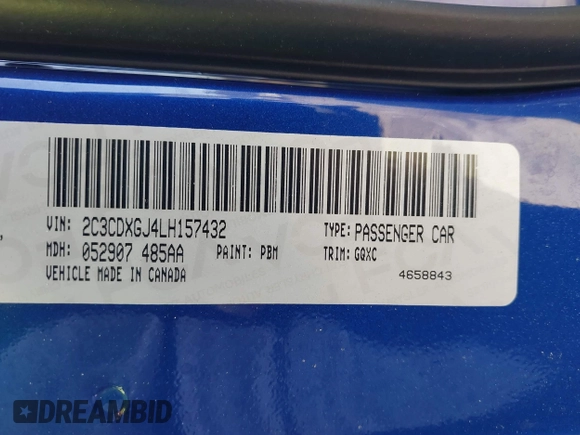 VIN: 2C3CDXGJ4LH157432 TYPE: PASSENGER CAR
MDH: 052907 485AA PAINT: PBM TRIM: GQXC
VEHICLE MADE IN CANADA
4658843
DREAMBID